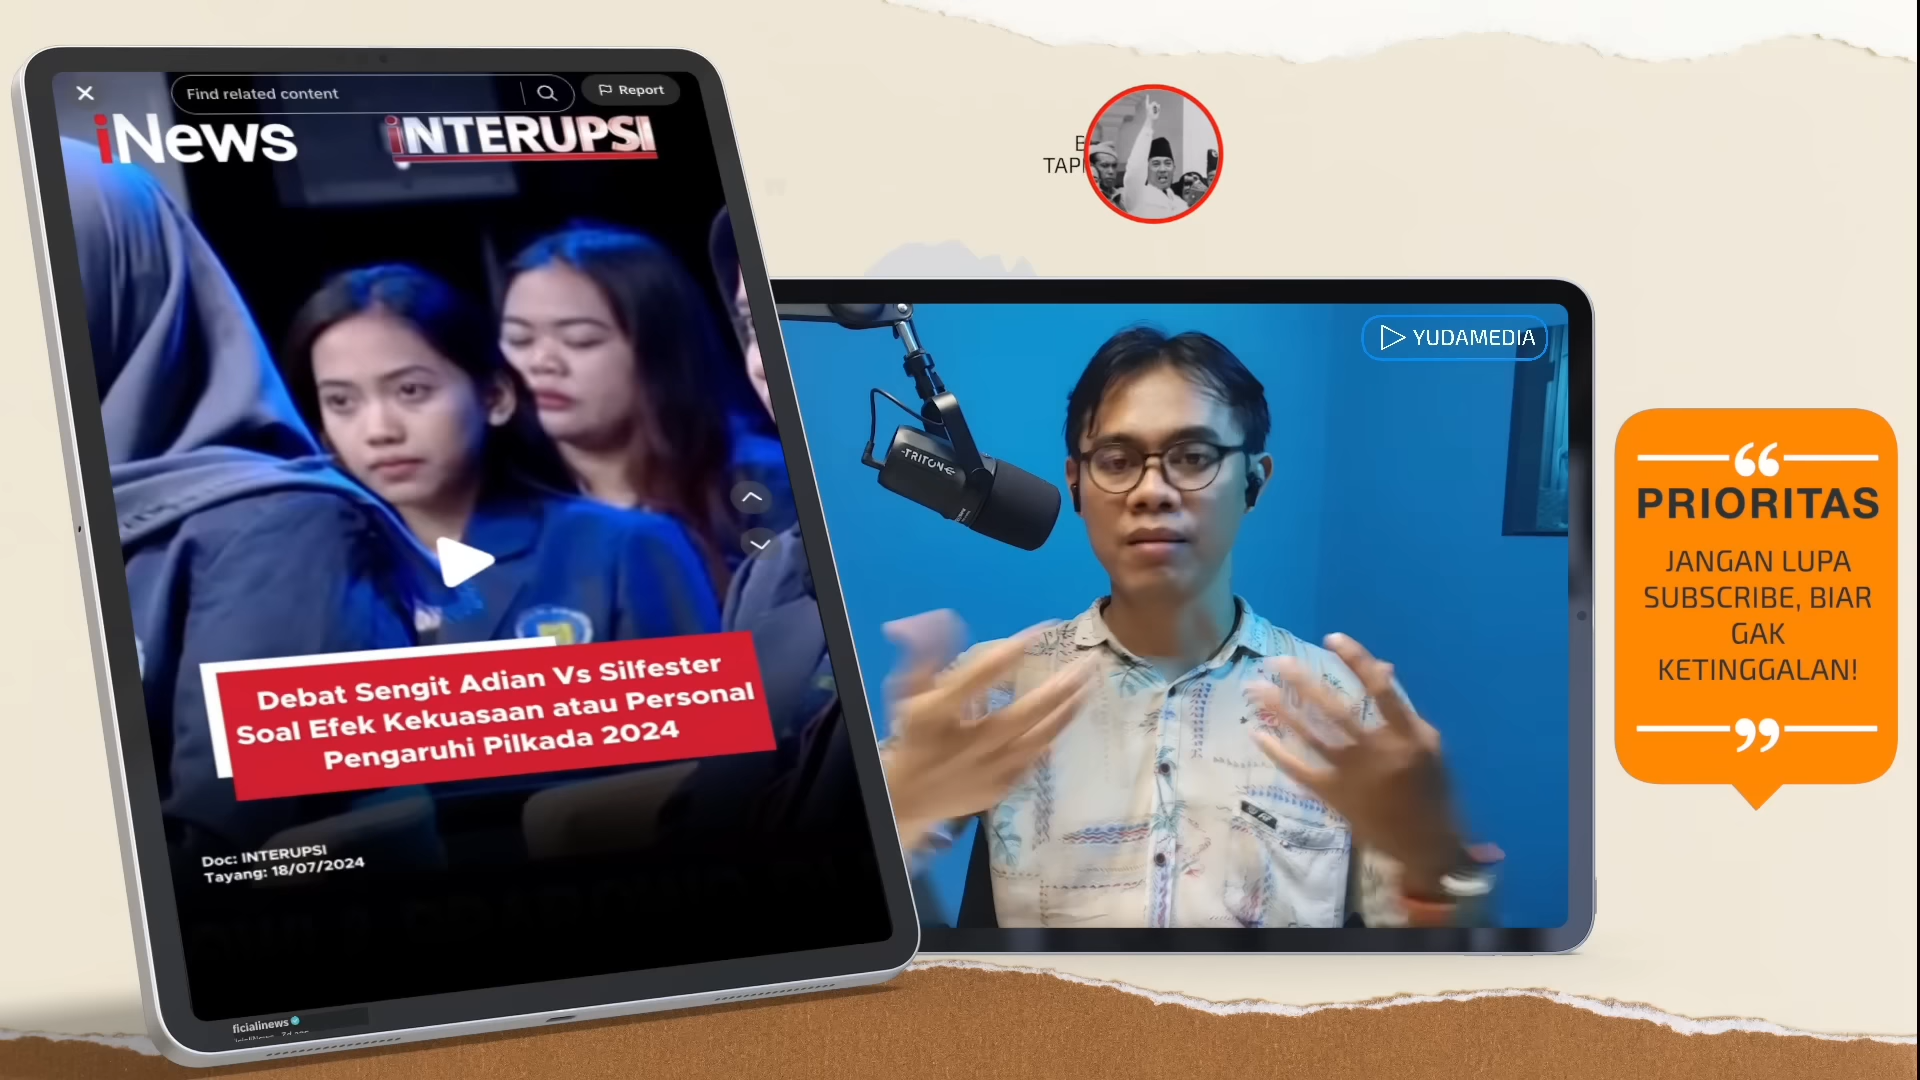 Find related content
Report
iNews
iNTERUPSI
Debat Sengit Adian Vs Silfester
Soal Efek Kekuasaan atau Personal
Pengaruhi Pilkada 2024
Doc: INTERUPSI
Tayang: 18/07/2024
ficialinews
TRITON
YUDAMEDIA
PRIORITAS
JANGAN LUPA
SUBSCRIBE, BIAR
GAK
KETINGGALAN!